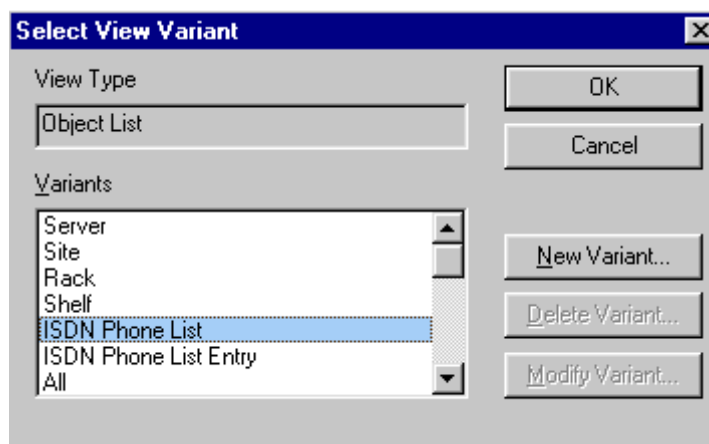 Select View Variant
View Type
Object List
Variants
Server
Site
Rack
Shelf
ISDN Phone List
ISDN Phone List Entry
All
OK
Cancel
New Variant...
Delete Variant...
Modify Variant...